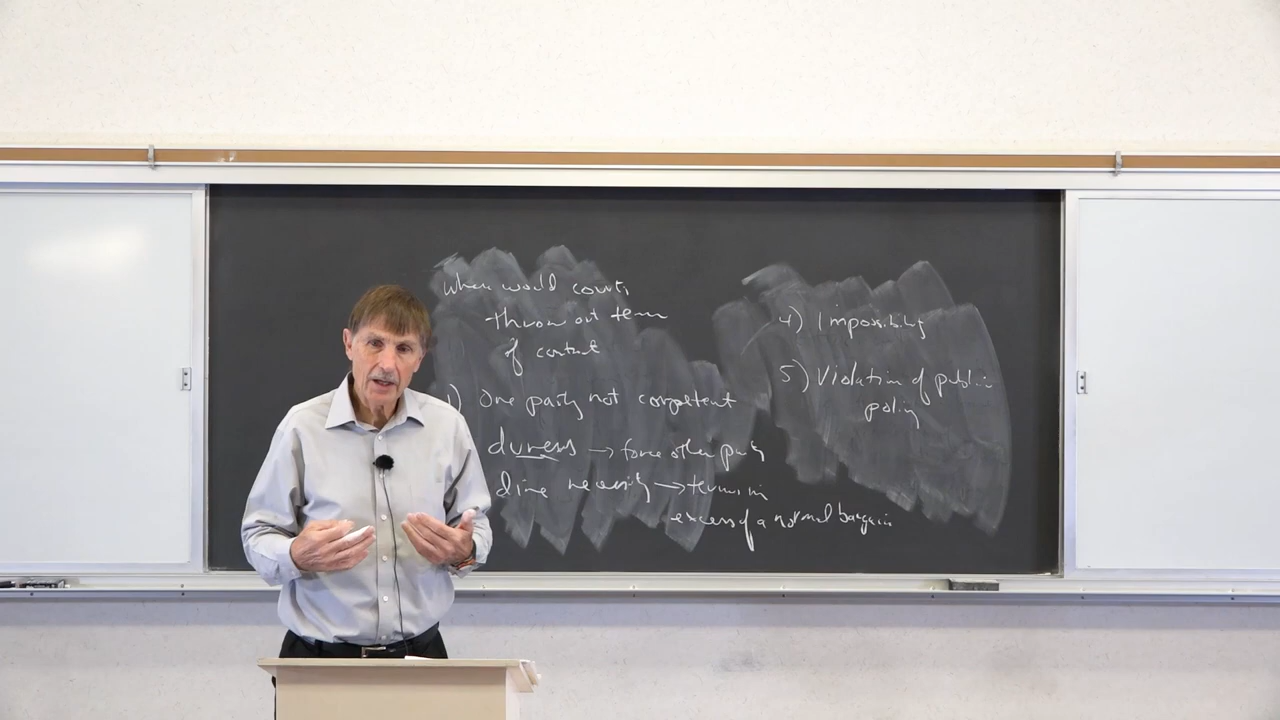 When would courts
throw out term
of contract
1) One party not competent
duress → force other party
dire necessity → terms in
excess of a normal bargain
4) Impossibility
5) Violation of public
policy